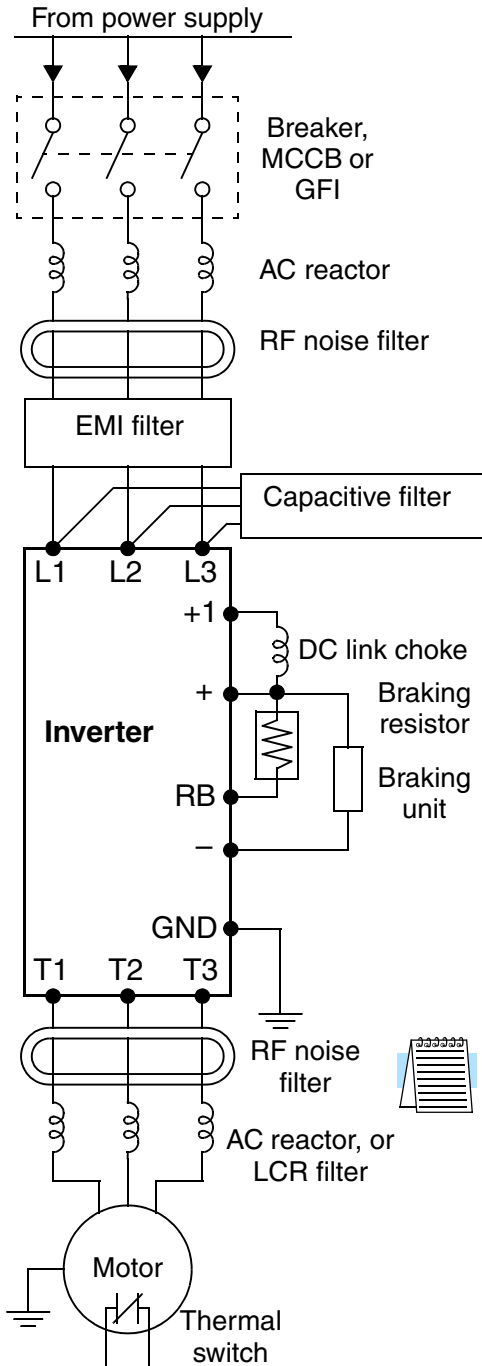 From power supply
Breaker,
MCCB or
GFI
AC reactor
RF noise filter
EMI filter
Capacitive filter
L1 L2 L3
+1
DC link choke
+
Braking
resistor
Inverter
RB
Braking
unit
–
GND
T1 T2 T3
RF noise
filter
AC reactor, or
LCR filter
Motor
Thermal
switch